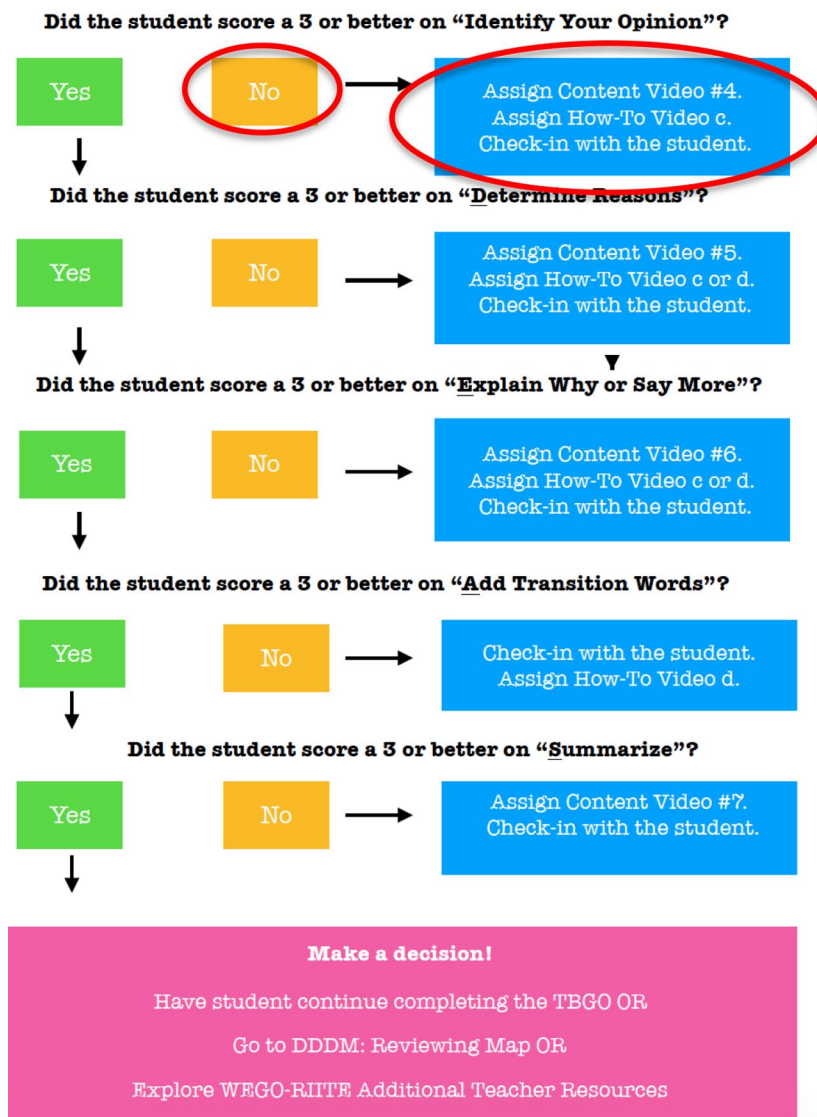 Did the student score a 3 or better on “Identify Your Opinion”?
Yes
No
Assign Content Video #4.
Assign How-To Video c.
Check-in with the student.
Did the student score a 3 or better on “Determine Reasons”?
Yes
No
Assign Content Video #5.
Assign How-To Video c or d.
Check-in with the student.
Did the student score a 3 or better on “Explain Why or Say More”?
Yes
No
Assign Content Video #6.
Assign How-To Video c or d.
Check-in with the student.
Did the student score a 3 or better on “Add Transition Words”?
Yes
No
Check-in with the student.
Assign How-To Video d.
Did the student score a 3 or better on “Summarize”?
Yes
No
Assign Content Video #7.
Check-in with the student.
Make a decision!
Have student continue completing the TBGO OR
Go to DDDM: Reviewing Map OR
Explore WEGO-RIITE Additional Teacher Resources